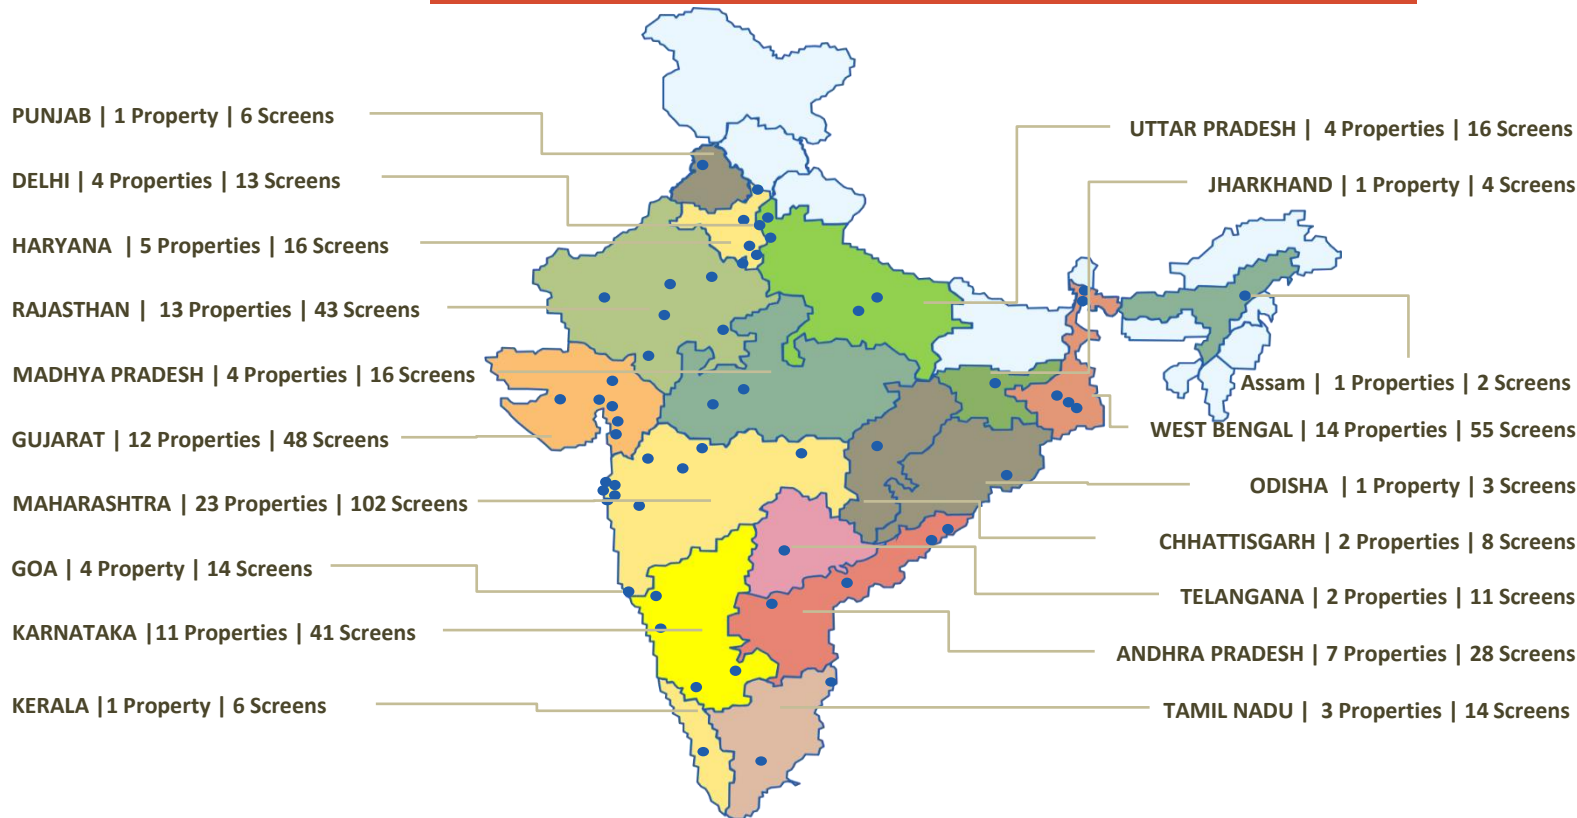 PUNJAB | 1 Property | 6 Screens
DELHI | 4 Properties | 13 Screens
HARYANA | 5 Properties | 16 Screens
RAJASTHAN | 13 Properties | 43 Screens
MADHYA PRADESH | 4 Properties | 16 Screens
GUJARAT | 12 Properties | 48 Screens
MAHARASHTRA | 23 Properties | 102 Screens
GOA | 4 Property | 14 Screens
KARNATAKA |11 Properties | 41 Screens
KERALA |1 Property | 6 Screens
UTTAR PRADESH | 4 Properties | 16 Screens
JHARKHAND | 1 Property | 4 Screens
Assam | 1 Properties | 2 Screens
WEST BENGAL | 14 Properties | 55 Screens
ODISHA | 1 Property | 3 Screens
CHHATTISGARH | 2 Properties | 8 Screens
TELANGANA | 2 Properties | 11 Screens
ANDHRA PRADESH | 7 Properties | 28 Screens
TAMIL NADU | 3 Properties | 14 Screens